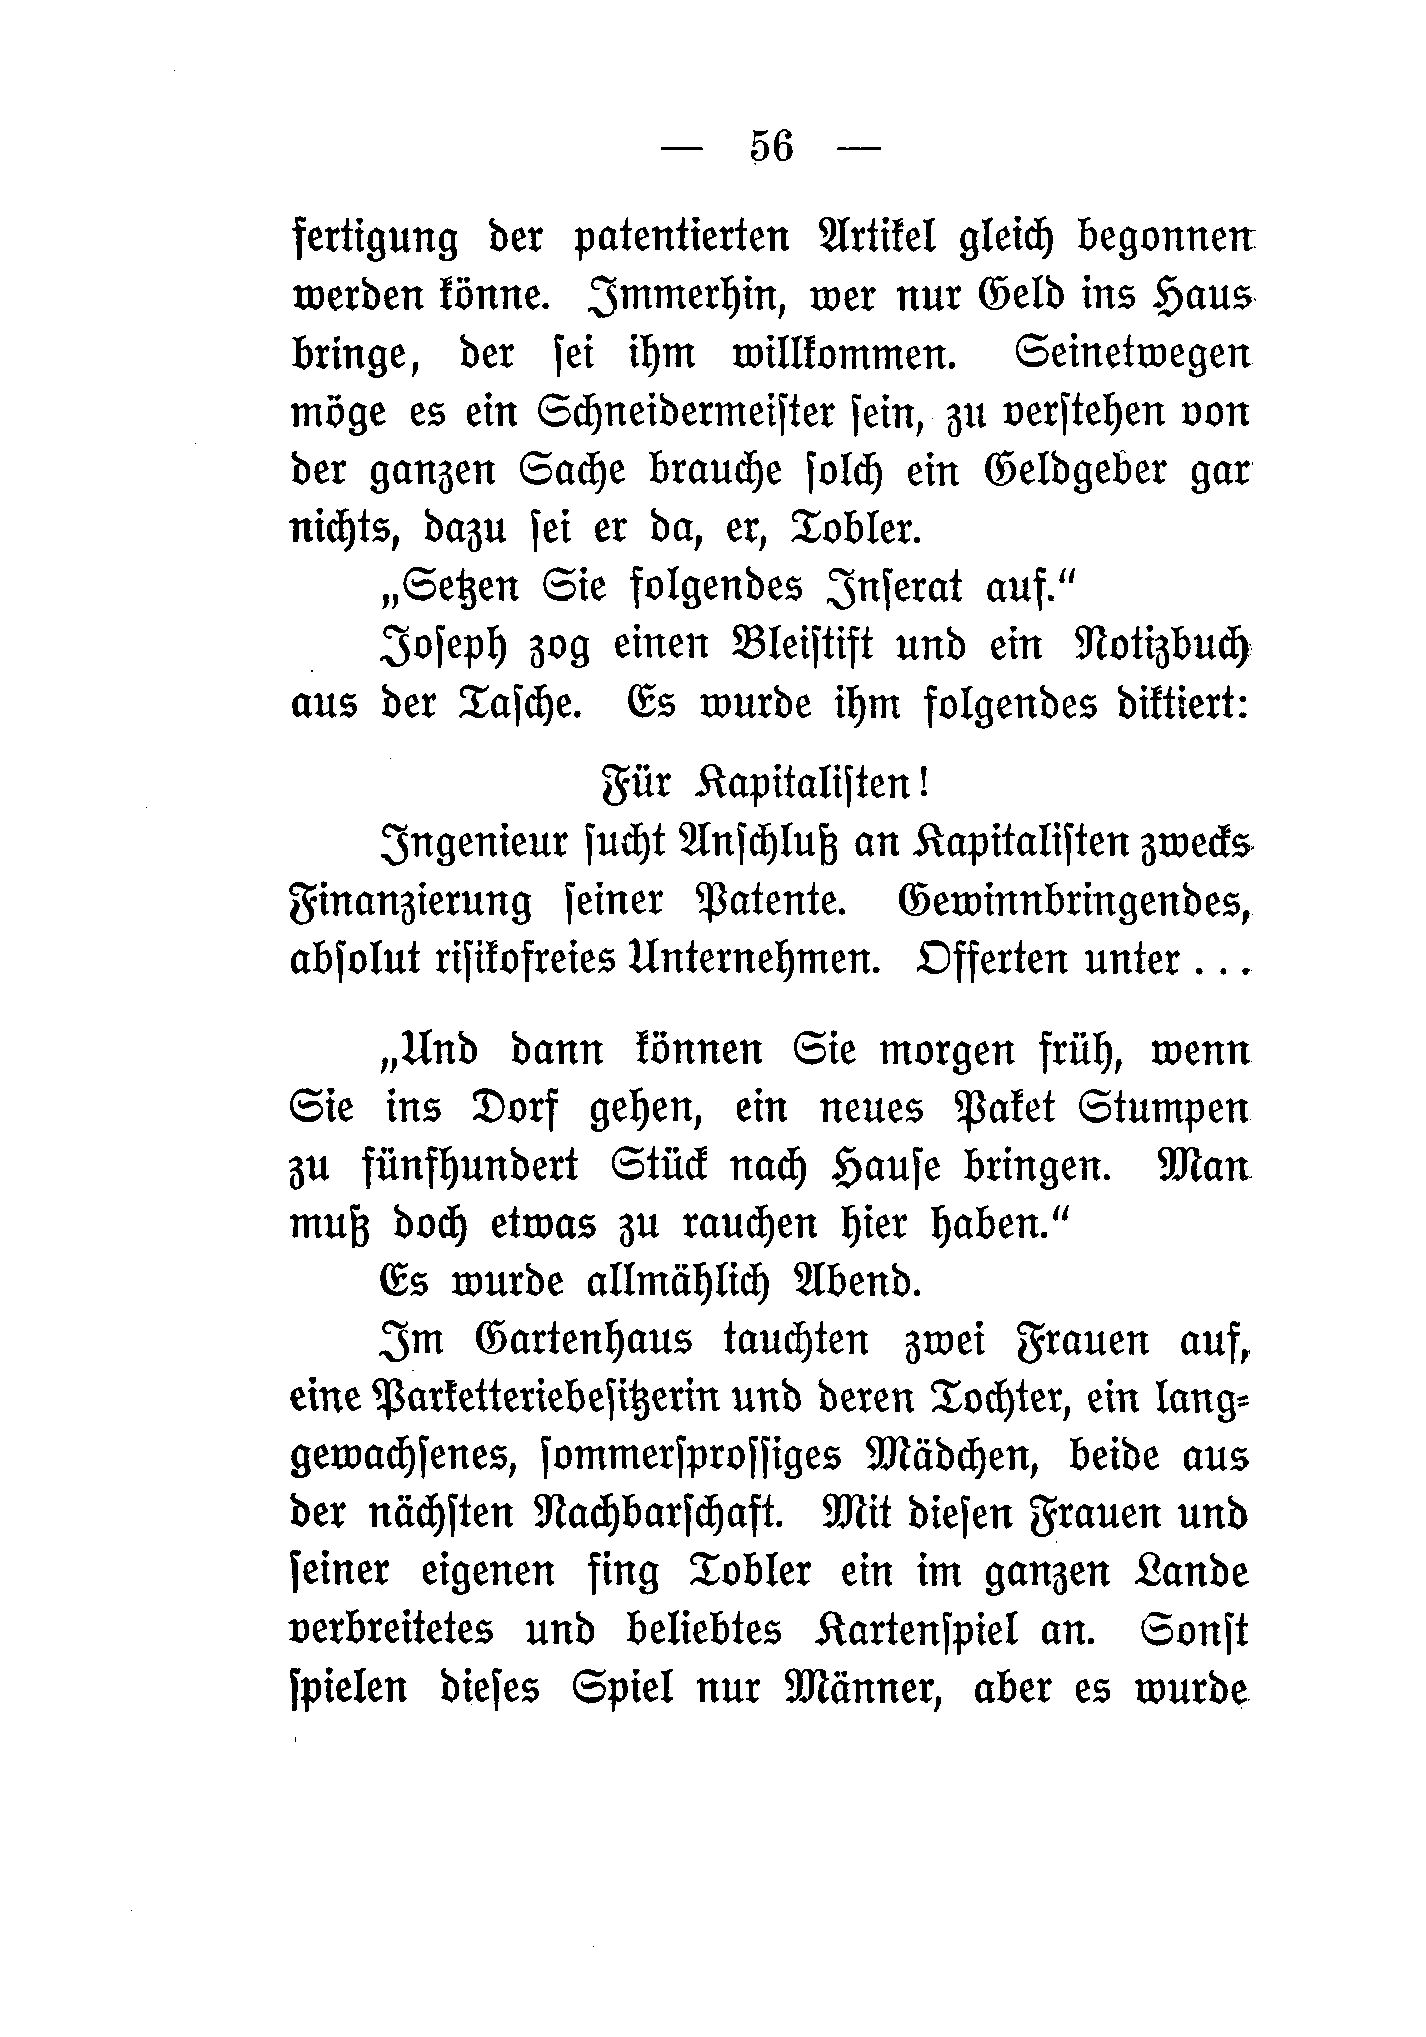 — 56 —
fertigung der patentierten Artikel gleich begonnen
werden könne. Immerhin, wer nur Geld ins Haus
bringe, der ſei ihm willkommen. Seinetwegen
möge es ein Schneidermeiſter ſein, zu verſtehen von
der ganzen Sache brauche ſolch ein Geldgeber gar
nichts, dazu ſei er da, er, Tobler.
„Setzen Sie folgendes Inſerat auf.“
Joſeph zog einen Bleiſtift und ein Notizbuch
aus der Taſche. Es wurde ihm folgendes diktiert:
Für Kapitaliſten!
Ingenieur ſucht Anſchluß an Kapitaliſten zwecks
Finanzierung ſeiner Patente. Gewinnbringendes,
abſolut riſikofreies Unternehmen. Offerten unter . . .
„Und dann können Sie morgen früh, wenn
Sie ins Dorf gehen, ein neues Paket Stumpen
zu fünfhundert Stück nach Hauſe bringen. Man
muß doch etwas zu rauchen hier haben.“
Es wurde allmählich Abend.
Im Gartenhaus tauchten zwei Frauen auf,
eine Parketteriebeſitzerin und deren Tochter, ein lang-
gewachſenes, ſommerſproſſiges Mädchen, beide aus
der nächſten Nachbarſchaft. Mit dieſen Frauen und
ſeiner eigenen fing Tobler ein im ganzen Lande
verbreitetes und beliebtes Kartenſpiel an. Sonſt
ſpielen dieſes Spiel nur Männer, aber es wurde